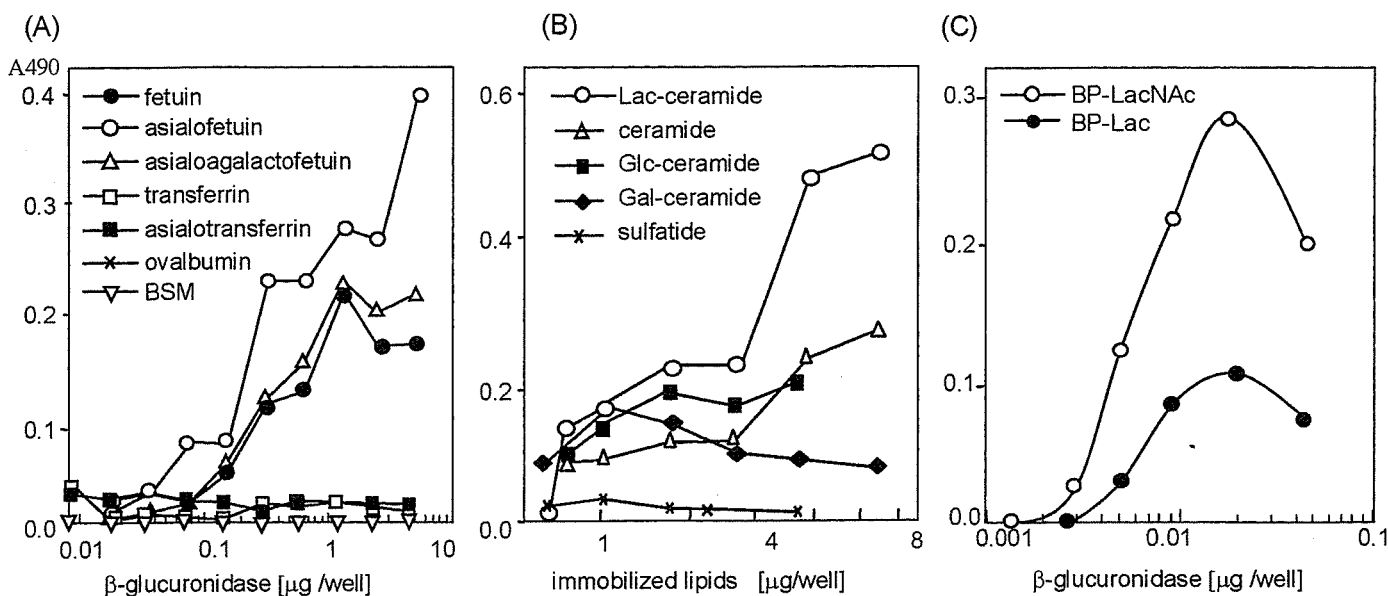 (A)
A490
0.4
0.3
0.2
0.1
0.0
fetuin
asialofetuin
asialoagalactofetuin
transferrin
asialotransferrin
ovalbumin
BSM
0.01 0.1 1 10
β-glucuronidase [μg /well]
(B)
0.6
0.4
0.2
0
Lac-ceramide
ceramide
Glc-ceramide
Gal-ceramide
sulfatide
1 4 8
immobilized lipids [μg/well]
(C)
0.3
0.2
0.1
0.0
BP-LacNAc
BP-Lac
0.001 0.01 0.1
β-glucuronidase [μg /well]